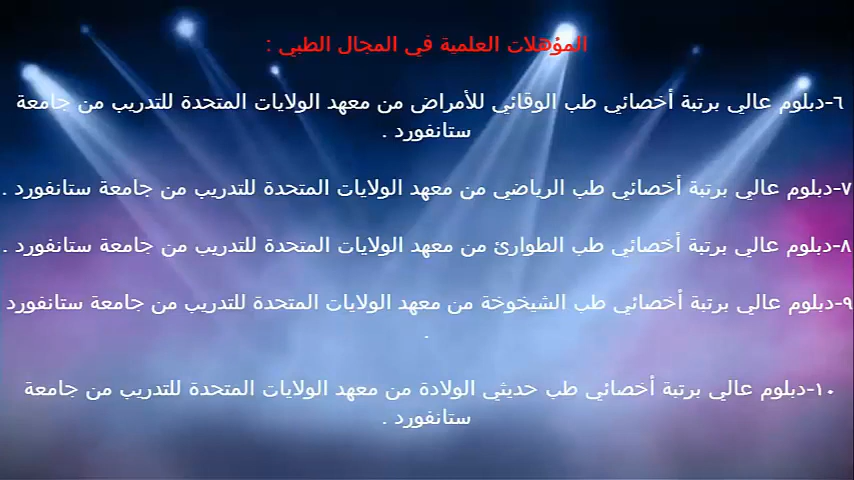 المؤهلات العلمية في المجال الطبي :
٦-دبلوم عالي برتبة أخصائي طب الوقائي للأمراض من معهد الولايات المتحدة للتدريب من جامعة
ستانفورد .
٧-دبلوم عالي برتبة أخصائي طب الرياضي من معهد الولايات المتحدة للتدريب من جامعة ستانفورد .
٨-دبلوم عالي برتبة أخصائي طب الطوارئ من معهد الولايات المتحدة للتدريب من جامعة ستانفورد .
٩-دبلوم عالي برتبة أخصائي طب الشيخوخة من معهد الولايات المتحدة للتدريب من جامعة ستانفورد
.
١٠-دبلوم عالي برتبة أخصائي طب حديثي الولادة من معهد الولايات المتحدة للتدريب من جامعة
ستانفورد .